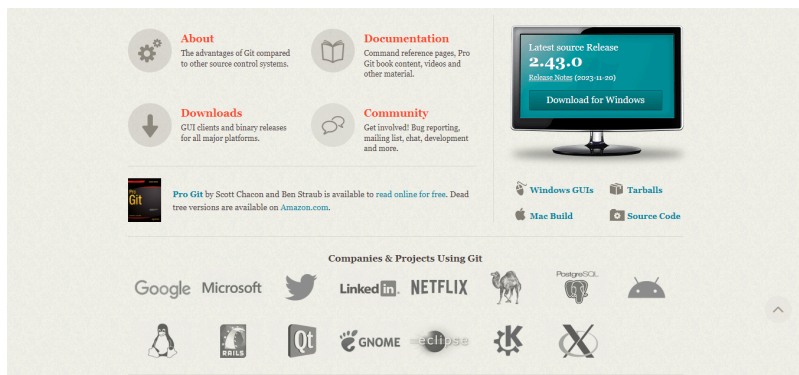 About
The advantages of Git compared
to other source control systems.
Documentation
Command reference pages, Pro
Git book content, videos and
other material.
Downloads
GUI clients and binary releases
for all major platforms.
Community
Get involved! Bug reporting,
mailing list, chat, development
and more.
Pro
Git
Pro Git by Scott Chacon and Ben Straub is available to read online for free. Dead
tree versions are available on Amazon.com.
Latest source Release
2.43.0
Release Notes (2023-11-20)
Download for Windows
Windows GUIs
Tarballs
Mac Build
Source Code
Companies & Projects Using Git
Google Microsoft LinkedIn NETFLIX PostgreSQL
RAILS Qt GNOME eclipse K X